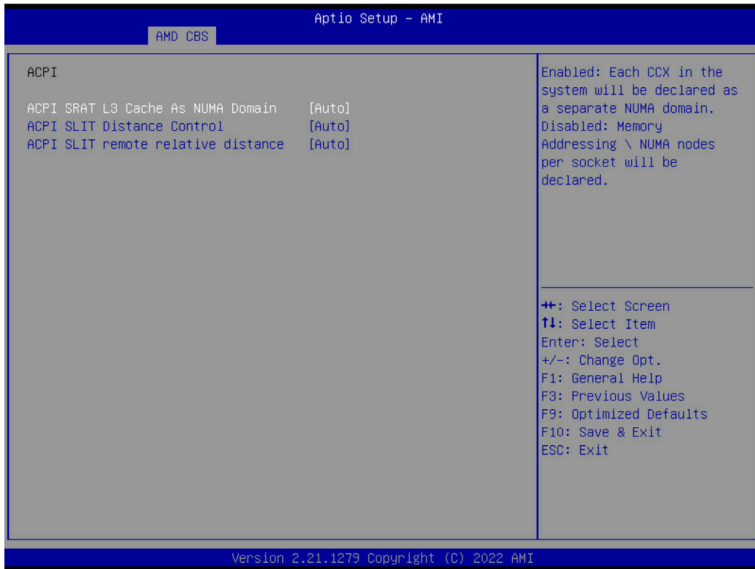 Aptio Setup – AMI
AMD CBS
ACPI
ACPI SRAT L3 Cache As NUMA Domain [Auto]
ACPI SLIT Distance Control [Auto]
ACPI SLIT remote relative distance [Auto]
Enabled: Each CCX in the
system will be declared as
a separate NUMA domain.
Disabled: Memory
Addressing \ NUMA nodes
per socket will be
declared.
→←: Select Screen
↑↓: Select Item
Enter: Select
+/-: Change Opt.
F1: General Help
F3: Previous Values
F9: Optimized Defaults
F10: Save & Exit
ESC: Exit
Version 2.21.1279 Copyright (C) 2022 AMI